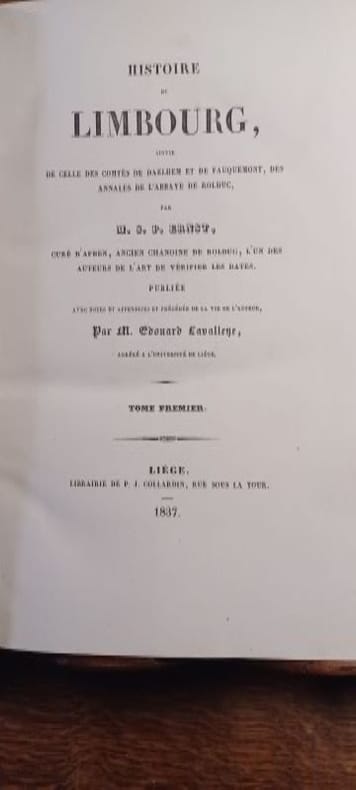 HISTOIRE
DU
LIMBOURG,
SUIVIE
DE CELLE DES COMTÉS DE DAELHEM ET DE FAUQUEMONT, DES
ANNALES DE L'ABBAYE DE ROLDUC,
PAR
M. S. P. ERNST,
CURÉ D'AFDEN, ANCIEN CHANOINE DE ROLDUC, L'UN DES
AUTEURS DE L'ART DE VÉRIFIER LES DATES.
PUBLIÉE
AVEC NOTES ET APPENDICES ET PRÉCÉDÉE DE LA VIE DE L'AUTEUR,
Par M. Edouard Lavalleye,
AGRÉGÉ A L'UNIVERSITÉ DE LIÉGE.
TOME PREMIER.
LIÉGE,
LIBRAIRIE DE P. J. COLLARDIN, RUE SOUS LA TOUR.
1837.